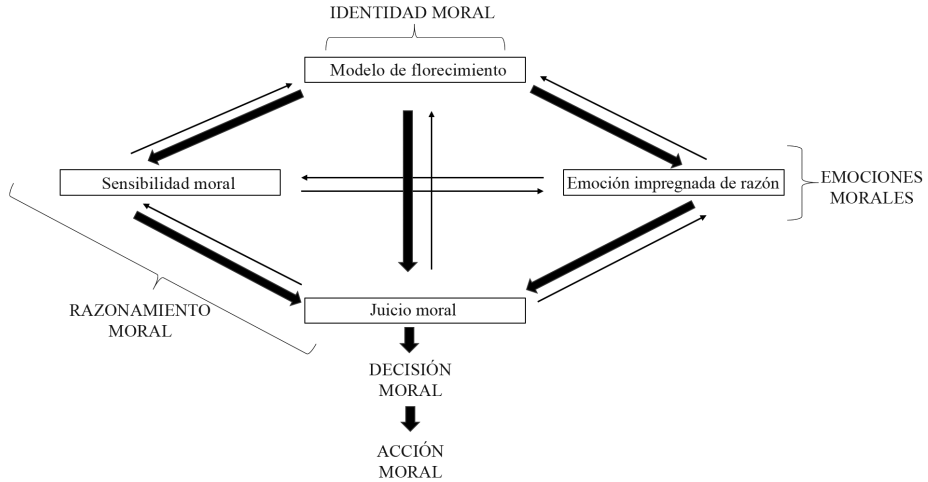 IDENTIDAD MORAL
Modelo de florecimiento
Sensibilidad moral
Emoción impregnada de razón
EMOCIONES
MORALES
RAZONAMIENTO
MORAL
Juicio moral
DECISIÓN
MORAL
ACCIÓN
MORAL